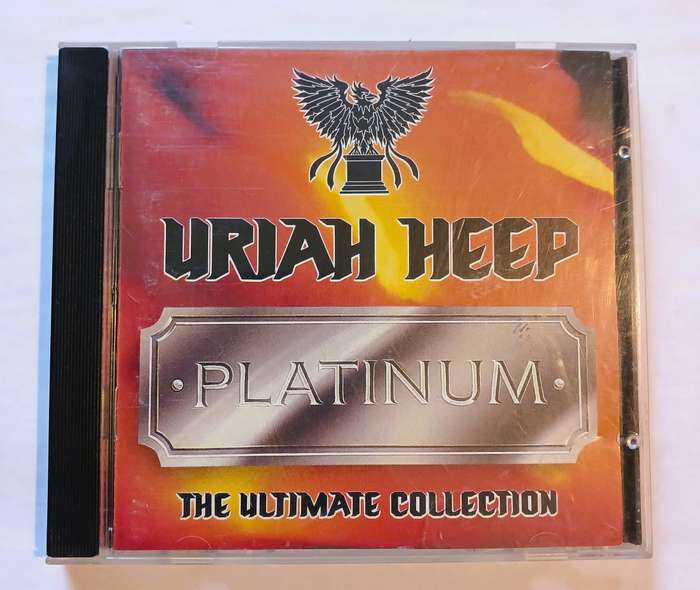 URIAH HEEP
PLATINUM
THE ULTIMATE COLLECTION